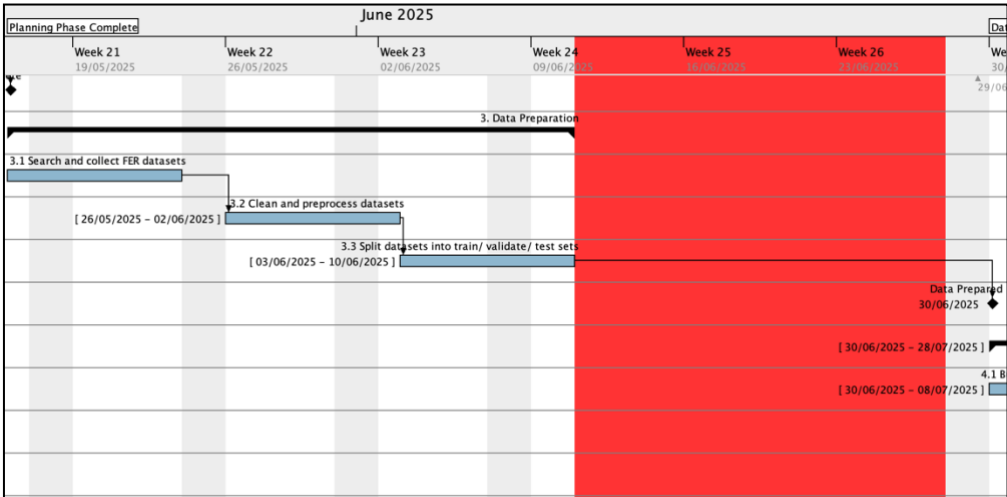 June 2025
Planning Phase Complete
Week 21
Week 22
Week 23
Week 24
Week 25
Week 26
19/05/2025
26/05/2025
02/06/2025
09/06/2025
16/06/2025
23/06/2025
30/
29/06
3. Data Preparation
3.1 Search and collect FER datasets
3.2 Clean and preprocess datasets
[ 26/05/2025 - 02/06/2025 ]
3.3 Split datasets into train/ validate/ test sets
[ 03/06/2025 - 10/06/2025 ]
Data Prepared
30/06/2025
[ 30/06/2025 - 28/07/2025 ]
4.1 B
[ 30/06/2025 - 08/07/2025 ]